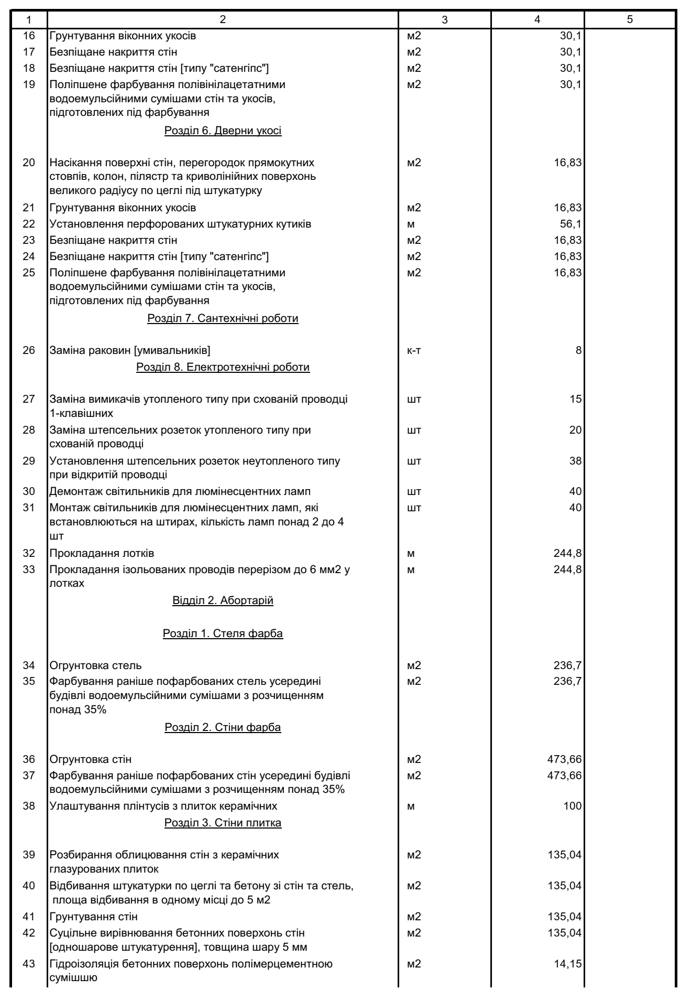 1 2 3 4 5
16 Грунтування віконних укосів м2 30,1
17 Безпіщане накриття стін м2 30,1
18 Безпіщане накриття стін [типу "сатенгіпс"] м2 30,1
19 Поліпшене фарбування полівінілацетатними м2 30,1
водоемульсійними сумішами стін та укосів,
підготовлених під фарбування
Розділ 6. Дверни укосі
20 Насікання поверхні стін, перегородок прямокутних м2 16,83
стовпів, колон, пілястр та криволінійних поверхонь
великого радіусу по цеглі під штукатурку
21 Грунтування віконних укосів м2 16,83
22 Установлення перфорованих штукатурних кутиків м 56,1
23 Безпіщане накриття стін м2 16,83
24 Безпіщане накриття стін [типу "сатенгіпс"] м2 16,83
25 Поліпшене фарбування полівінілацетатними м2 16,83
водоемульсійними сумішами стін та укосів,
підготовлених під фарбування
Розділ 7. Сантехнічні роботи
26 Заміна раковин [умивальників] к-т 8
Розділ 8. Електротехнічні роботи
27 Заміна вимикачів утопленого типу при схованій проводці шт 15
1-клавішних
28 Заміна штепсельних розеток утопленого типу при шт 20
схованій проводці
29 Установлення штепсельних розеток неутопленого типу шт 38
при відкритій проводці
30 Демонтаж світильників для люмінесцентних ламп шт 40
31 Монтаж світильників для люмінесцентних ламп, які шт 40
встановлюються на штирах, кількість ламп понад 2 до 4
шт
32 Прокладання лотків м 244,8
33 Прокладання ізольованих проводів перерізом до 6 мм2 у м 244,8
лотках
Відділ 2. Абортарій
Розділ 1. Стеля фарба
34 Огрунтовка стель м2 236,7
35 Фарбування раніше пофарбованих стель усередині м2 236,7
будівлі водоемульсійними сумішами з розчищенням
понад 35%
Розділ 2. Стіни фарба
36 Огрунтовка стін м2 473,66
37 Фарбування раніше пофарбованих стін усередині будівлі м2 473,66
водоемульсійними сумішами з розчищенням понад 35%
38 Улаштування плінтусів з плиток керамічних м 100
Розділ 3. Стіни плитка
39 Розбирання облицювання стін з керамічних м2 135,04
глазурованих плиток
40 Відбивання штукатурки по цеглі та бетону зі стін та стель, м2 135,04
площа відбивання в одному місці до 5 м2
41 Грунтування стін м2 135,04
42 Суцільне вирівнювання бетонних поверхонь стін м2 135,04
[одношарове штукатурення], товщина шару 5 мм
43 Гідроізоляція бетонних поверхонь полімерцементною м2 14,15
сумішшю